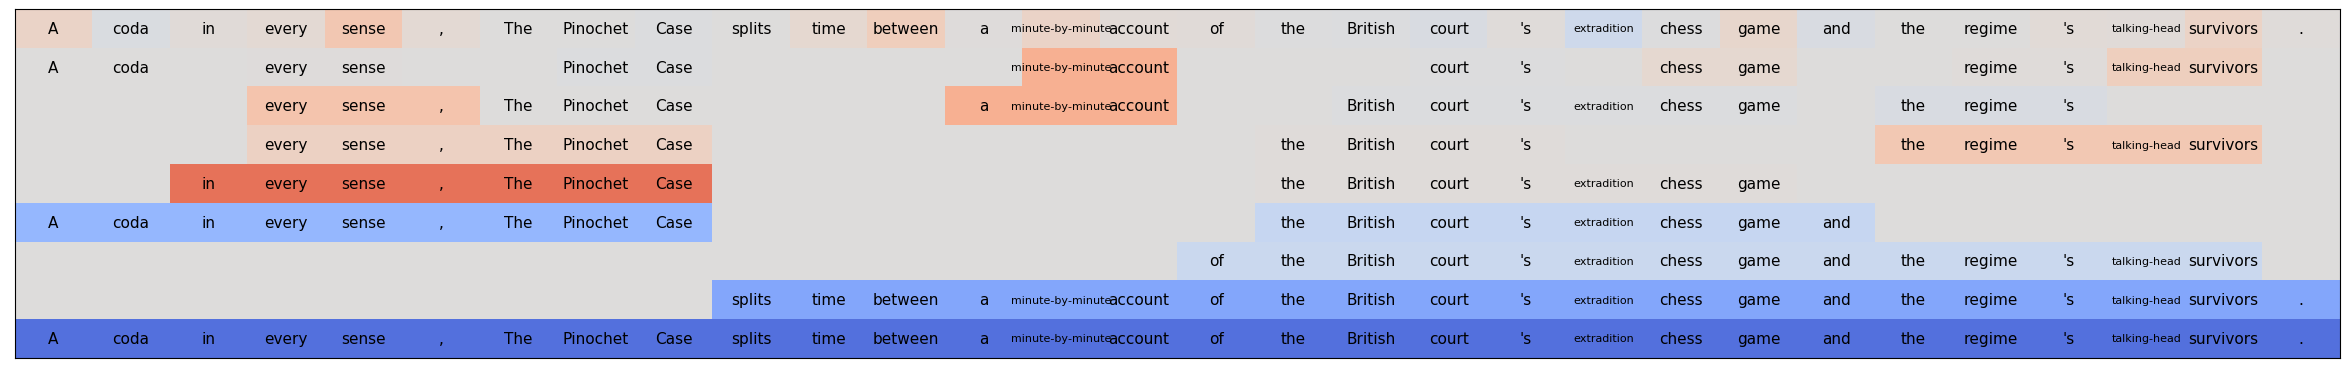 A coda in every sense , The Pinochet Case splits time between a minute-by-minute account of the British court 's extradition chess game and the regime 's talking-head survivors .
A coda every sense Pinochet Case minute-by-minute account court 's chess game regime 's talking-head survivors
every sense , The Pinochet Case a minute-by-minute account British court 's extradition chess game the regime 's
every sense , The Pinochet Case the British court 's the regime 's talking-head survivors
in every sense , The Pinochet Case the British court 's extradition chess game
A coda in every sense , The Pinochet Case the British court 's extradition chess game and
of the British court 's extradition chess game and the regime 's talking-head survivors
splits time between a minute-by-minute account of the British court 's extradition chess game and the regime 's talking-head survivors .
A coda in every sense , The Pinochet Case splits time between a minute-by-minute account of the British court 's extradition chess game and the regime 's talking-head survivors .